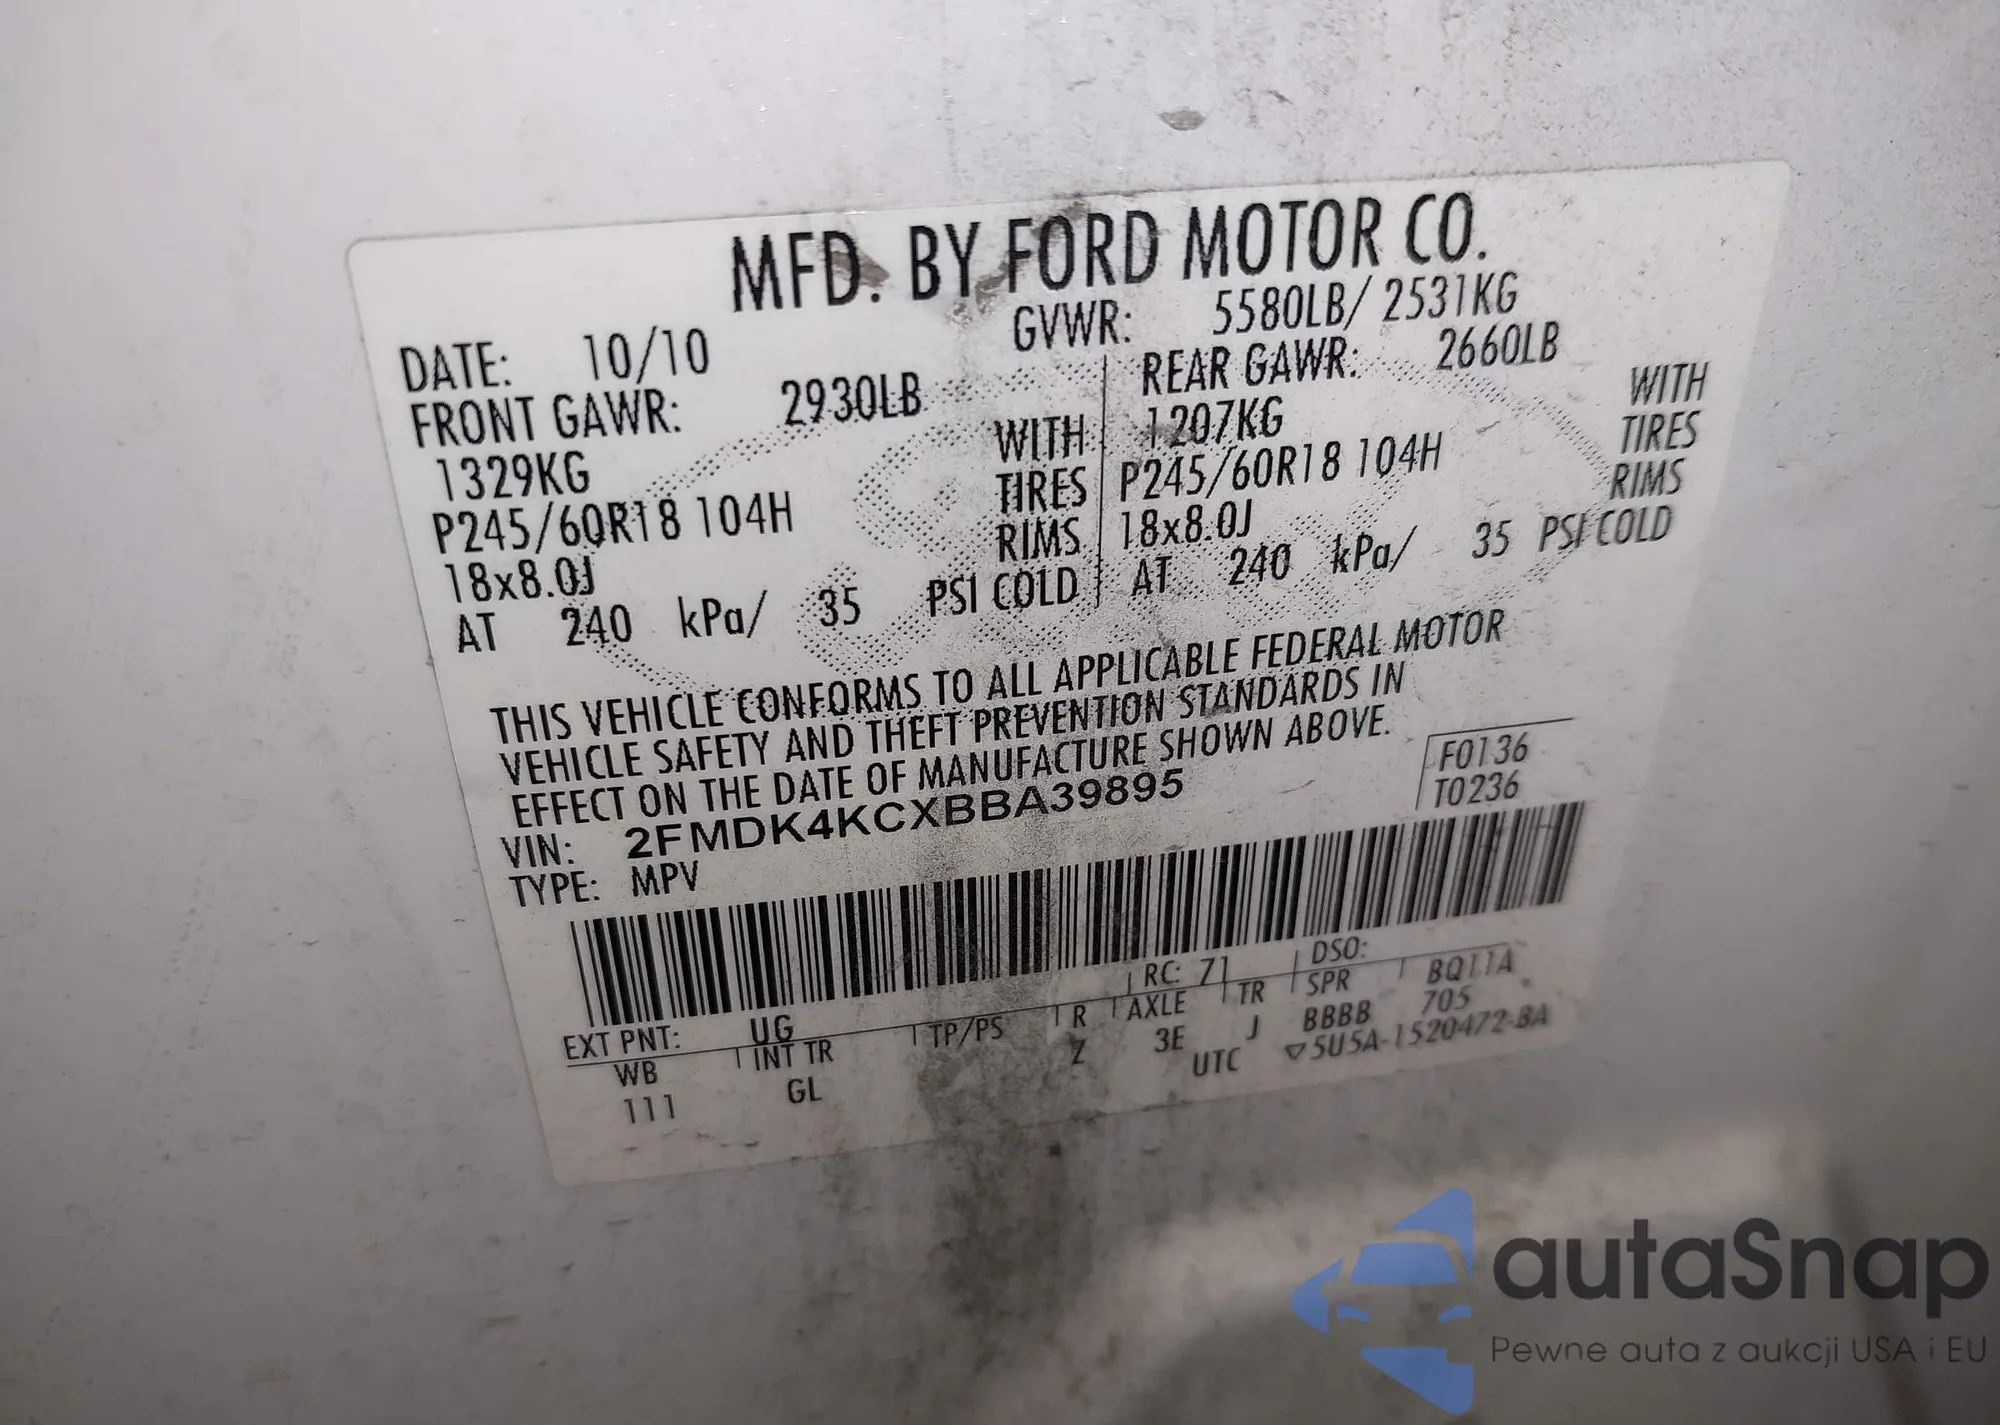 MFD. BY FORD MOTOR CO.
DATE: 10/10 GVWR: 5580LB/ 2531KG
FRONT GAWR: 2930LB REAR GAWR: 2660LB
1329KG WITH 1207KG WITH
P245/60R18 104H TIRES P245/60R18 104H TIRES
18x8.0J RIMS 18x8.0J RIMS
AT 240 kPa/ 35 PSI COLD AT 240 kPa/ 35 PSI COLD
THIS VEHICLE CONFORMS TO ALL APPLICABLE FEDERAL MOTOR
VEHICLE SAFETY AND THEFT PREVENTION STANDARDS IN
EFFECT ON THE DATE OF MANUFACTURE SHOWN ABOVE.
VIN: 2FMDK4KCXBBA39895 F0136
TYPE: MPV T0236
EXT PNT: UG RC: 71 DSO:
WB INT TR TP/PS R AXLE TR SPR BQ11A
111 GL Z 3E J BBBB 705
UTC ▽5U5A-1520472-BA
autaSnap
Pewne auta z aukcji USA i EU